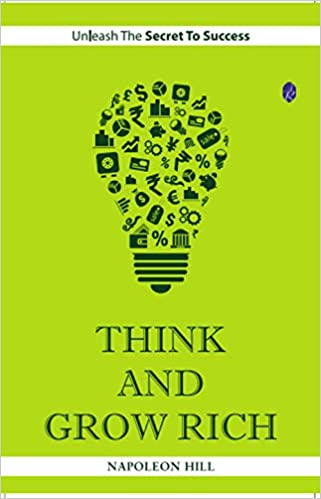 Unleash The Secret To Success
THINK
AND
GROW RICH
NAPOLEON HILL